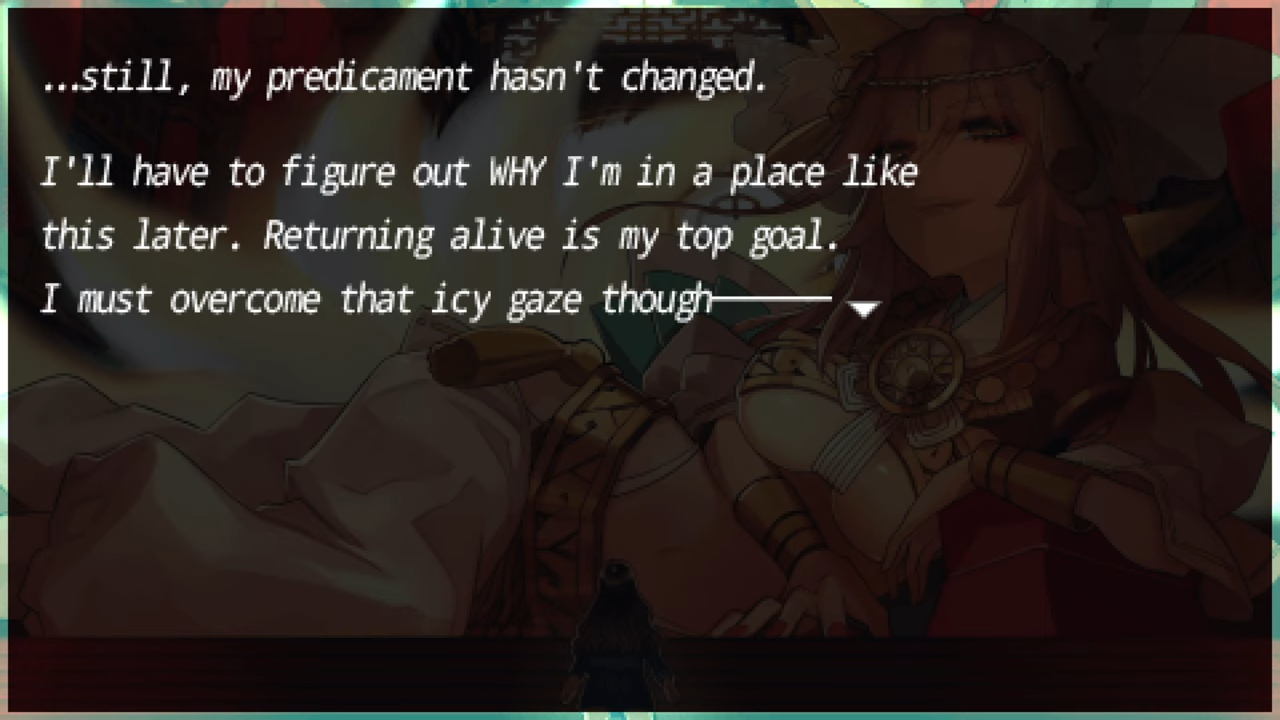 ...still, my predicament hasn't changed.
I'll have to figure out WHY I'm in a place like
this later. Returning alive is my top goal.
I must overcome that icy gaze though———